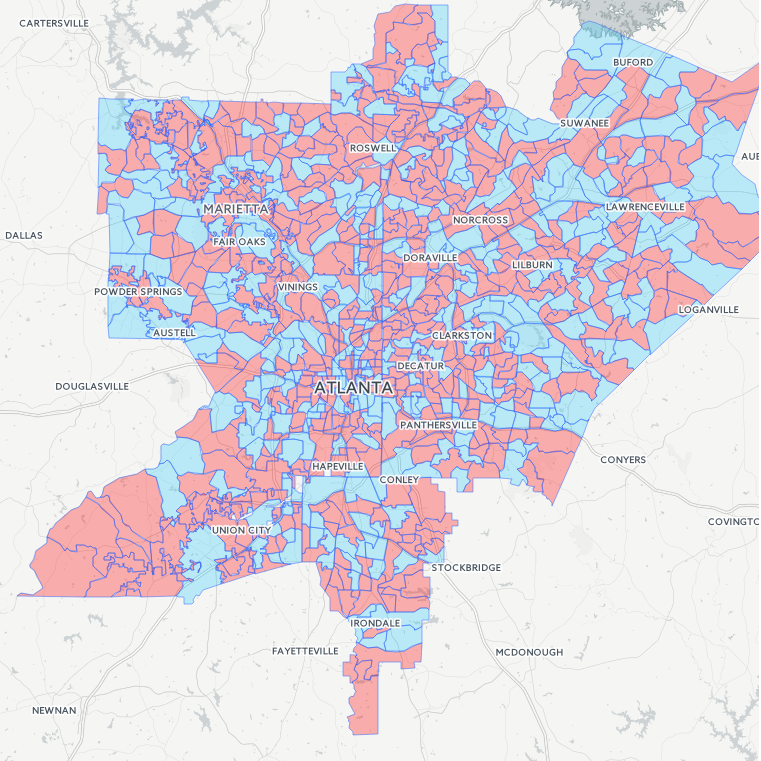 CARTERSVILLE
BUFORD
SUWANEE
ROSWELL
AUB
MARIETTA
LAWRENCEVILLE
NORCROSS
DALLAS
FAIR OAKS
DORAVILLE
LILBURN
POWDER SPRINGS
VININGS
LOGANVILLE
AUSTELL
CLARKSTON
DECATUR
DOUGLASVILLE
ATLANTA
PANTHERSVILLE
CONYERS
HAPEVILLE
CONLEY
COVINGTO
UNION CITY
STOCKBRIDGE
IRONDALE
FAYETTEVILLE
MCDONOUGH
NEWNAN